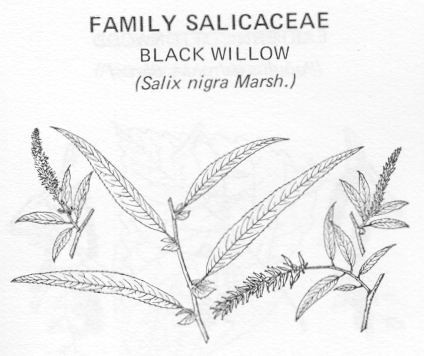 FAMILY SALICACEAE
BLACK WILLOW
(Salix nigra Marsh.)